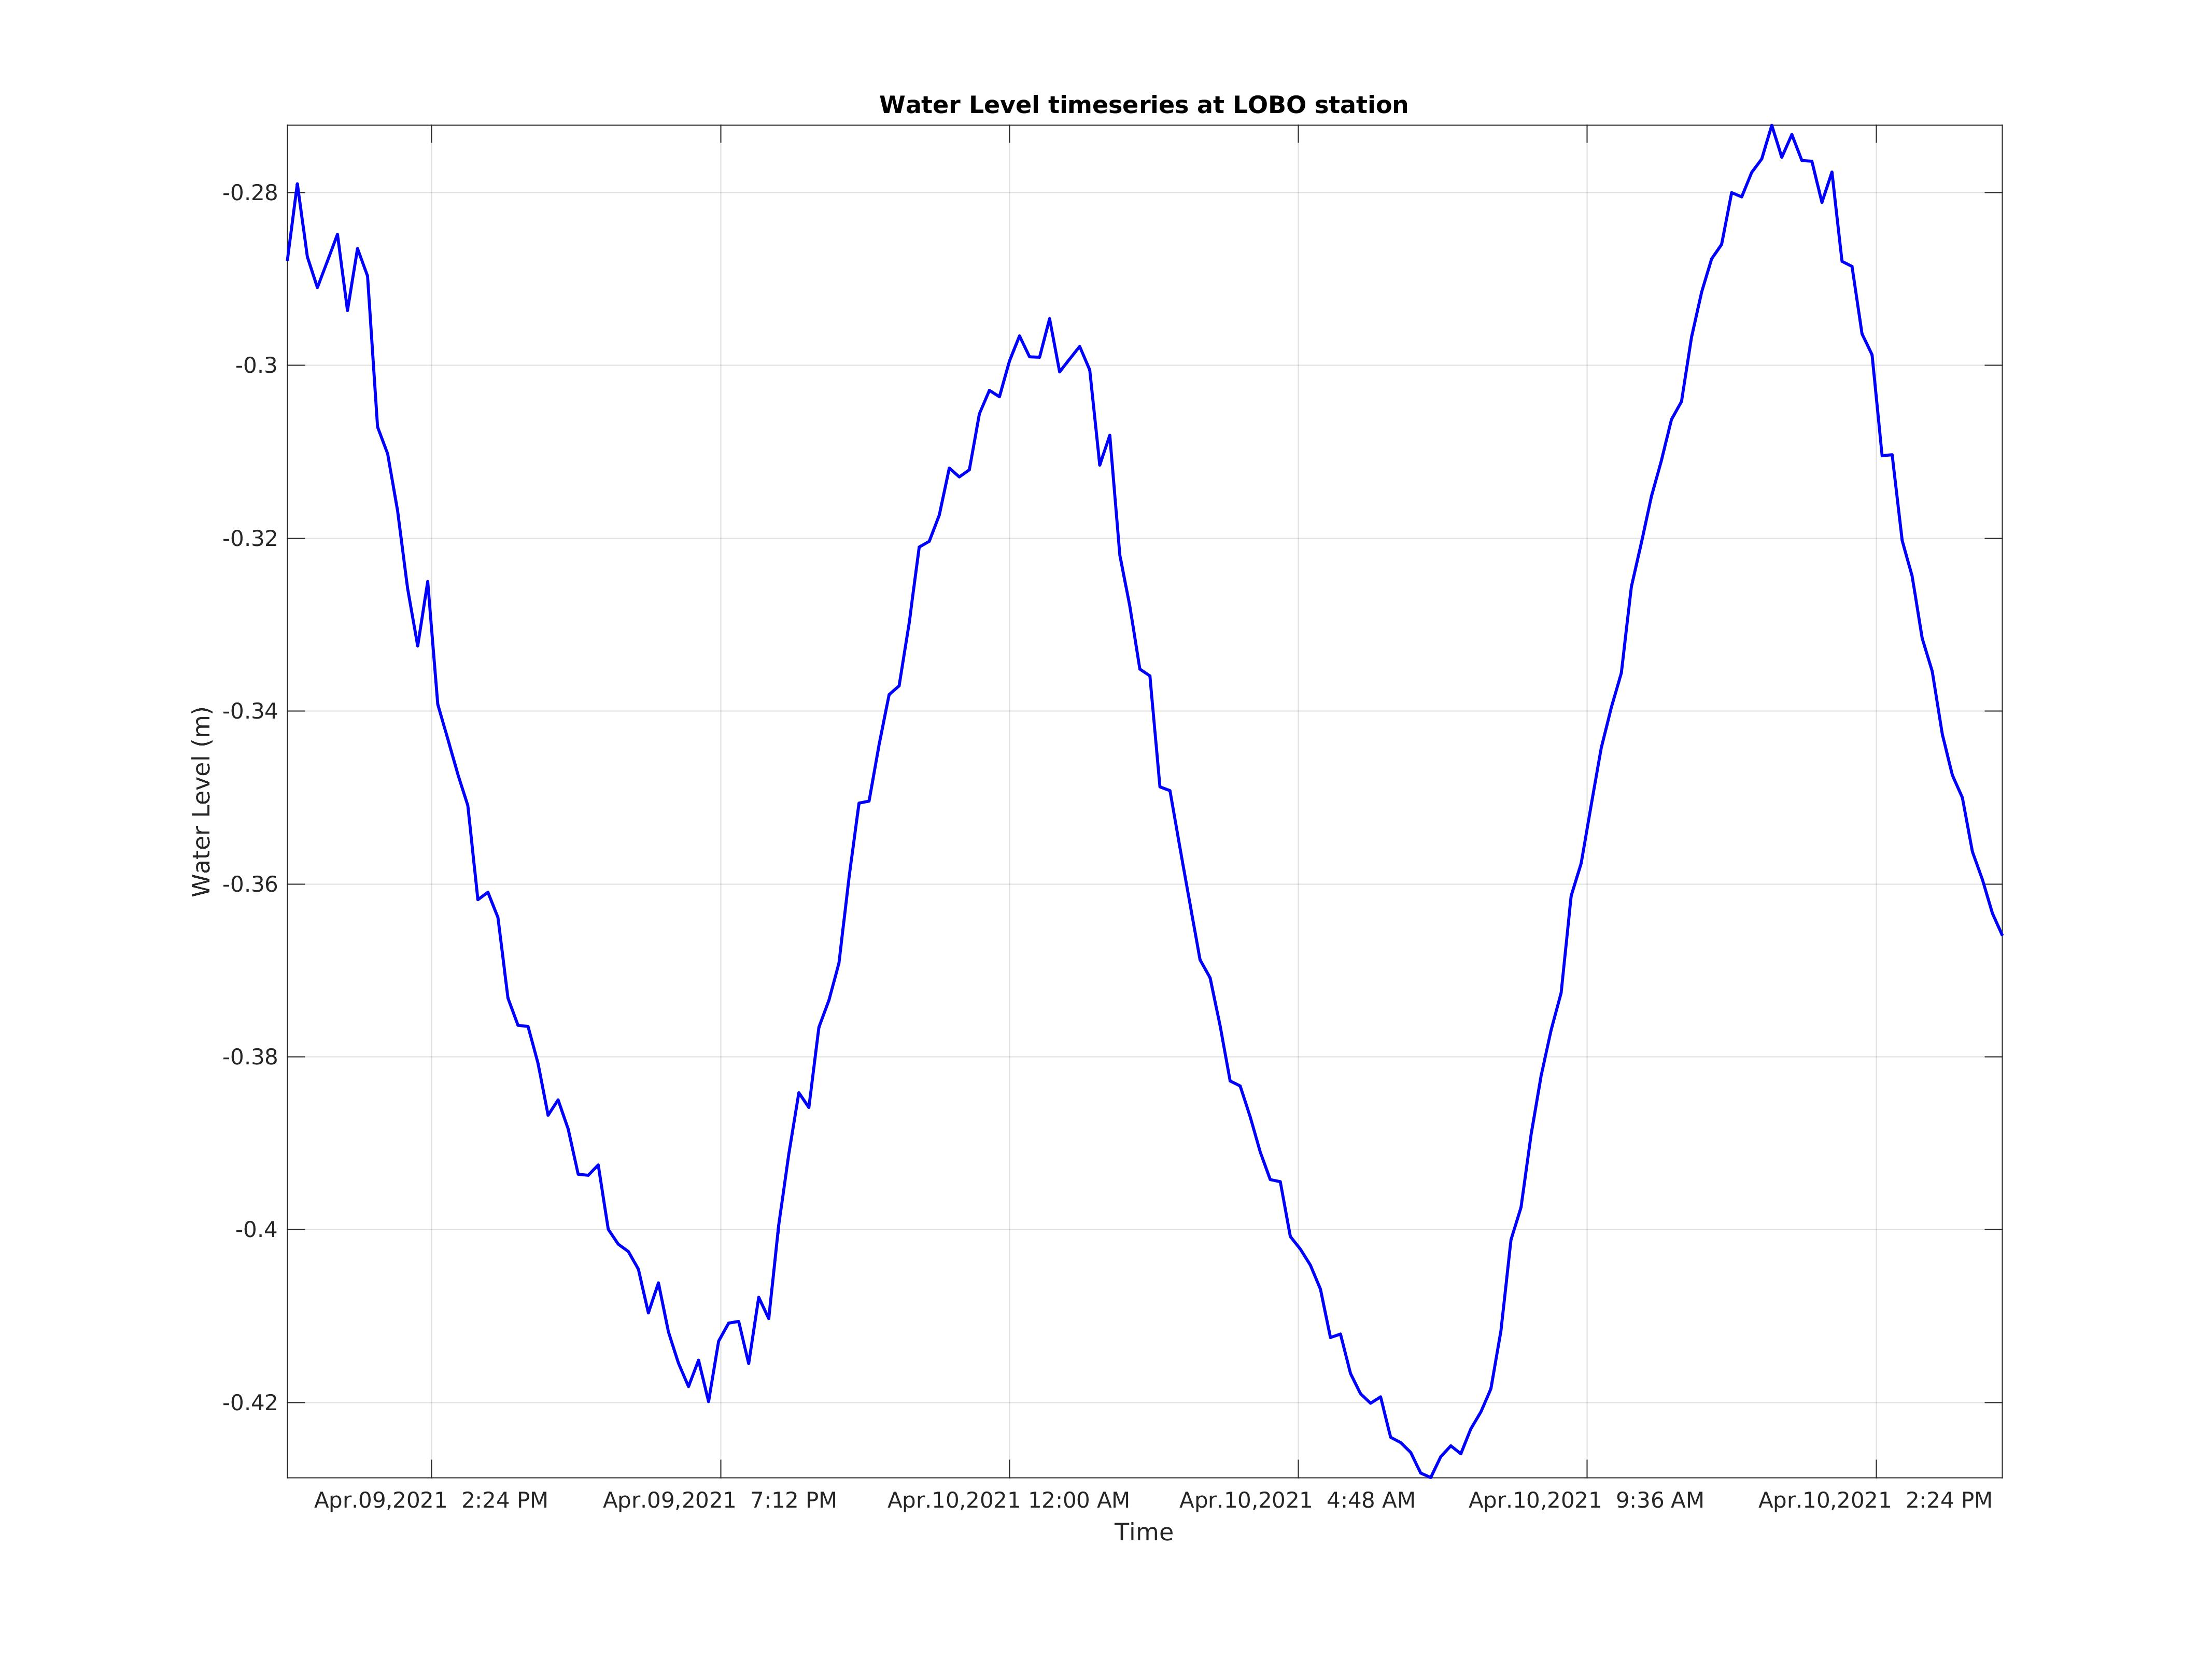 Water Level timeseries at LOBO station
-0.28
-0.3
-0.32
-0.34
-0.36
-0.38
-0.4
-0.42
Water Level (m)
Apr.09,2021  2:24 PM
Apr.09,2021  7:12 PM
Apr.10,2021 12:00 AM
Apr.10,2021  4:48 AM
Apr.10,2021  9:36 AM
Apr.10,2021  2:24 PM
Time